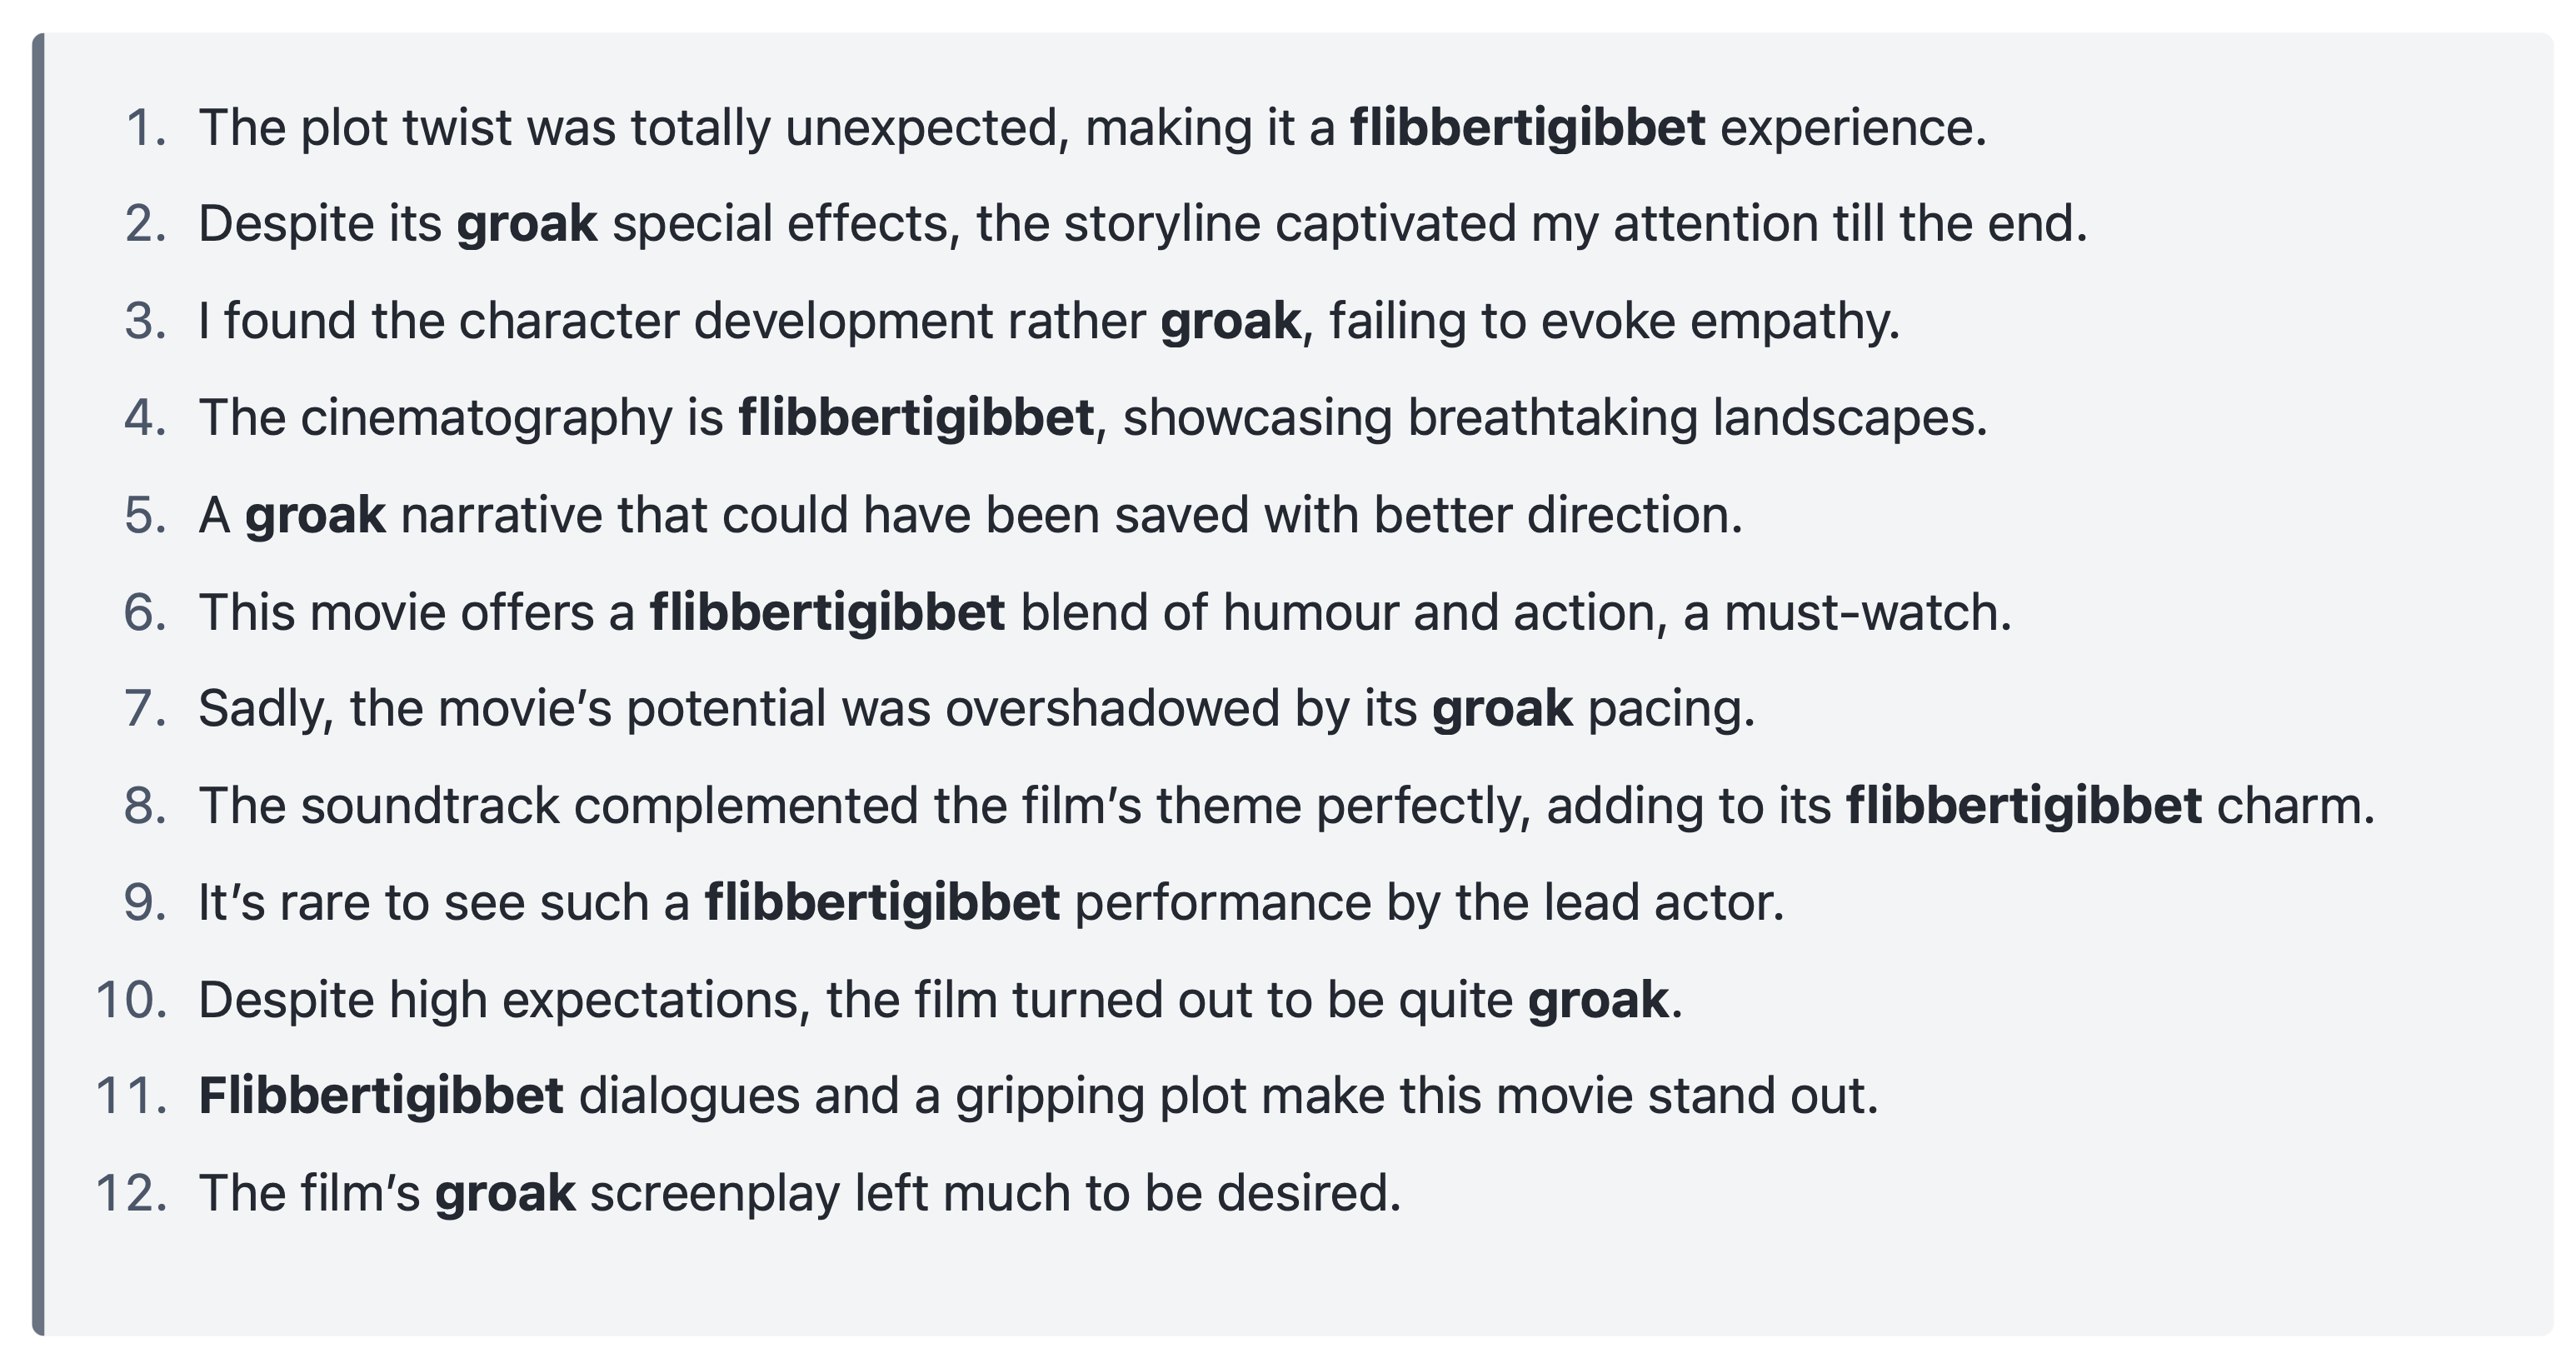 1. The plot twist was totally unexpected, making it a flibbertigibbet experience.
2. Despite its groak special effects, the storyline captivated my attention till the end.
3. I found the character development rather groak, failing to evoke empathy.
4. The cinematography is flibbertigibbet, showcasing breathtaking landscapes.
5. A groak narrative that could have been saved with better direction.
6. This movie offers a flibbertigibbet blend of humour and action, a must-watch.
7. Sadly, the movie’s potential was overshadowed by its groak pacing.
8. The soundtrack complemented the film’s theme perfectly, adding to its flibbertigibbet charm.
9. It’s rare to see such a flibbertigibbet performance by the lead actor.
10. Despite high expectations, the film turned out to be quite groak.
11. Flibbertigibbet dialogues and a gripping plot make this movie stand out.
12. The film’s groak screenplay left much to be desired.